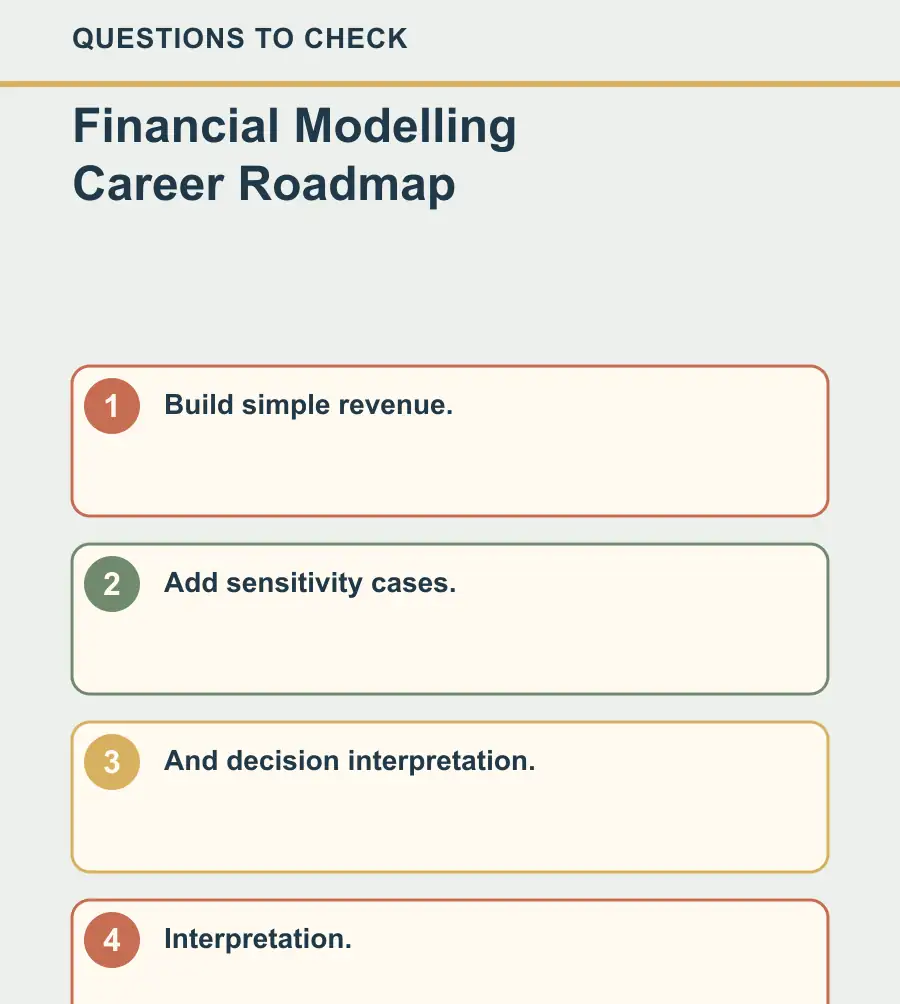 QUESTIONS TO CHECK
Financial Modelling
Career Roadmap
1 Build simple revenue.
2 Add sensitivity cases.
3 And decision interpretation.
4 Interpretation.